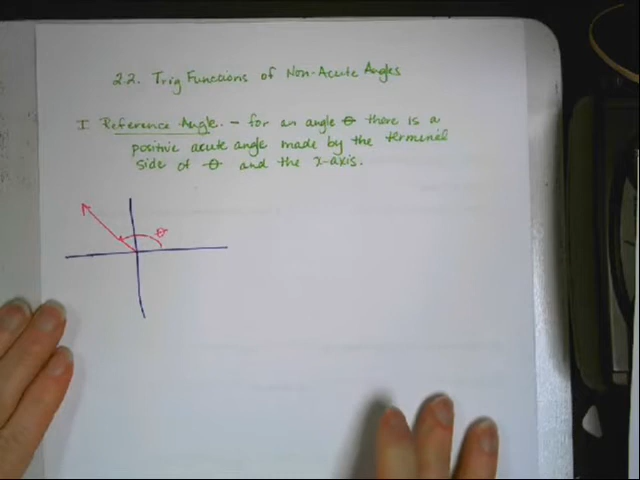 2.2. Trig Functions of Non-Acute Angles
I Reference Angle - for an angle θ there is a
positive acute angle made by the terminal
side of θ and the x-axis.
θ